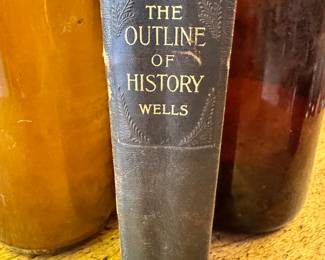 THE
OUTLINE
OF
HISTORY
WELLS